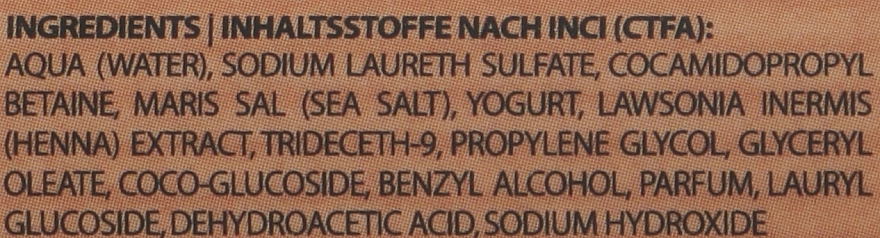 INGREDIENTS | INHALTSSTOFFE NACH INCI (CTFA):
AQUA (WATER), SODIUM LAURETH SULFATE, COCAMIDOPROPYL
BETAINE, MARIS SAL (SEA SALT), YOGURT, LAWSONIA INERMIS
(HENNA) EXTRACT, TRIDECETH-9, PROPYLENE GLYCOL, GLYCERYL
OLEATE, COCO-GLUCOSIDE, BENZYL ALCOHOL, PARFUM, LAURYL
GLUCOSIDE, DEHYDROACETIC ACID, SODIUM HYDROXIDE